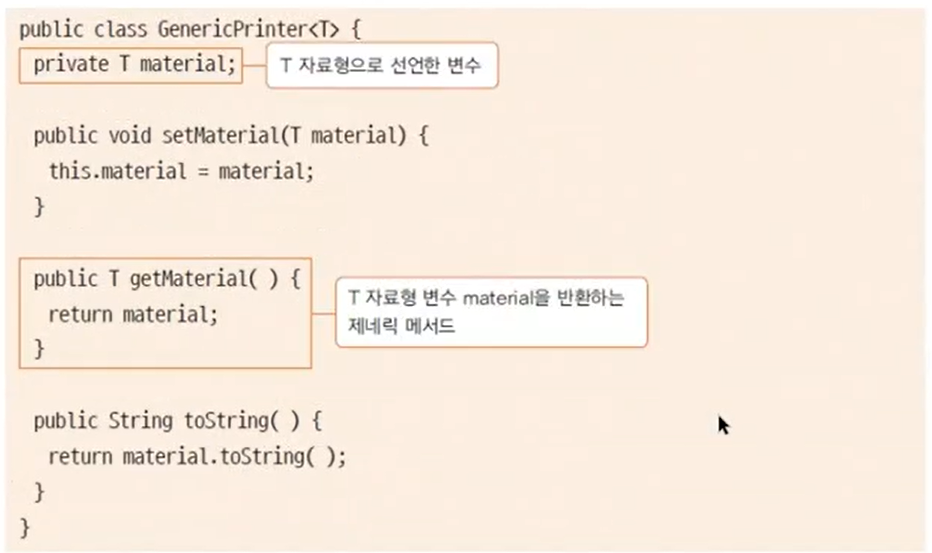 public class GenericPrinter<T> {
private T material;
T 자료형으로 선언한 변수
public void setMaterial(T material) {
this.material = material;
}
public T getMaterial( ) {
return material;
}
T 자료형 변수 material을 반환하는
제네릭 메서드
public String toString( ) {
return material.toString( );
}
}